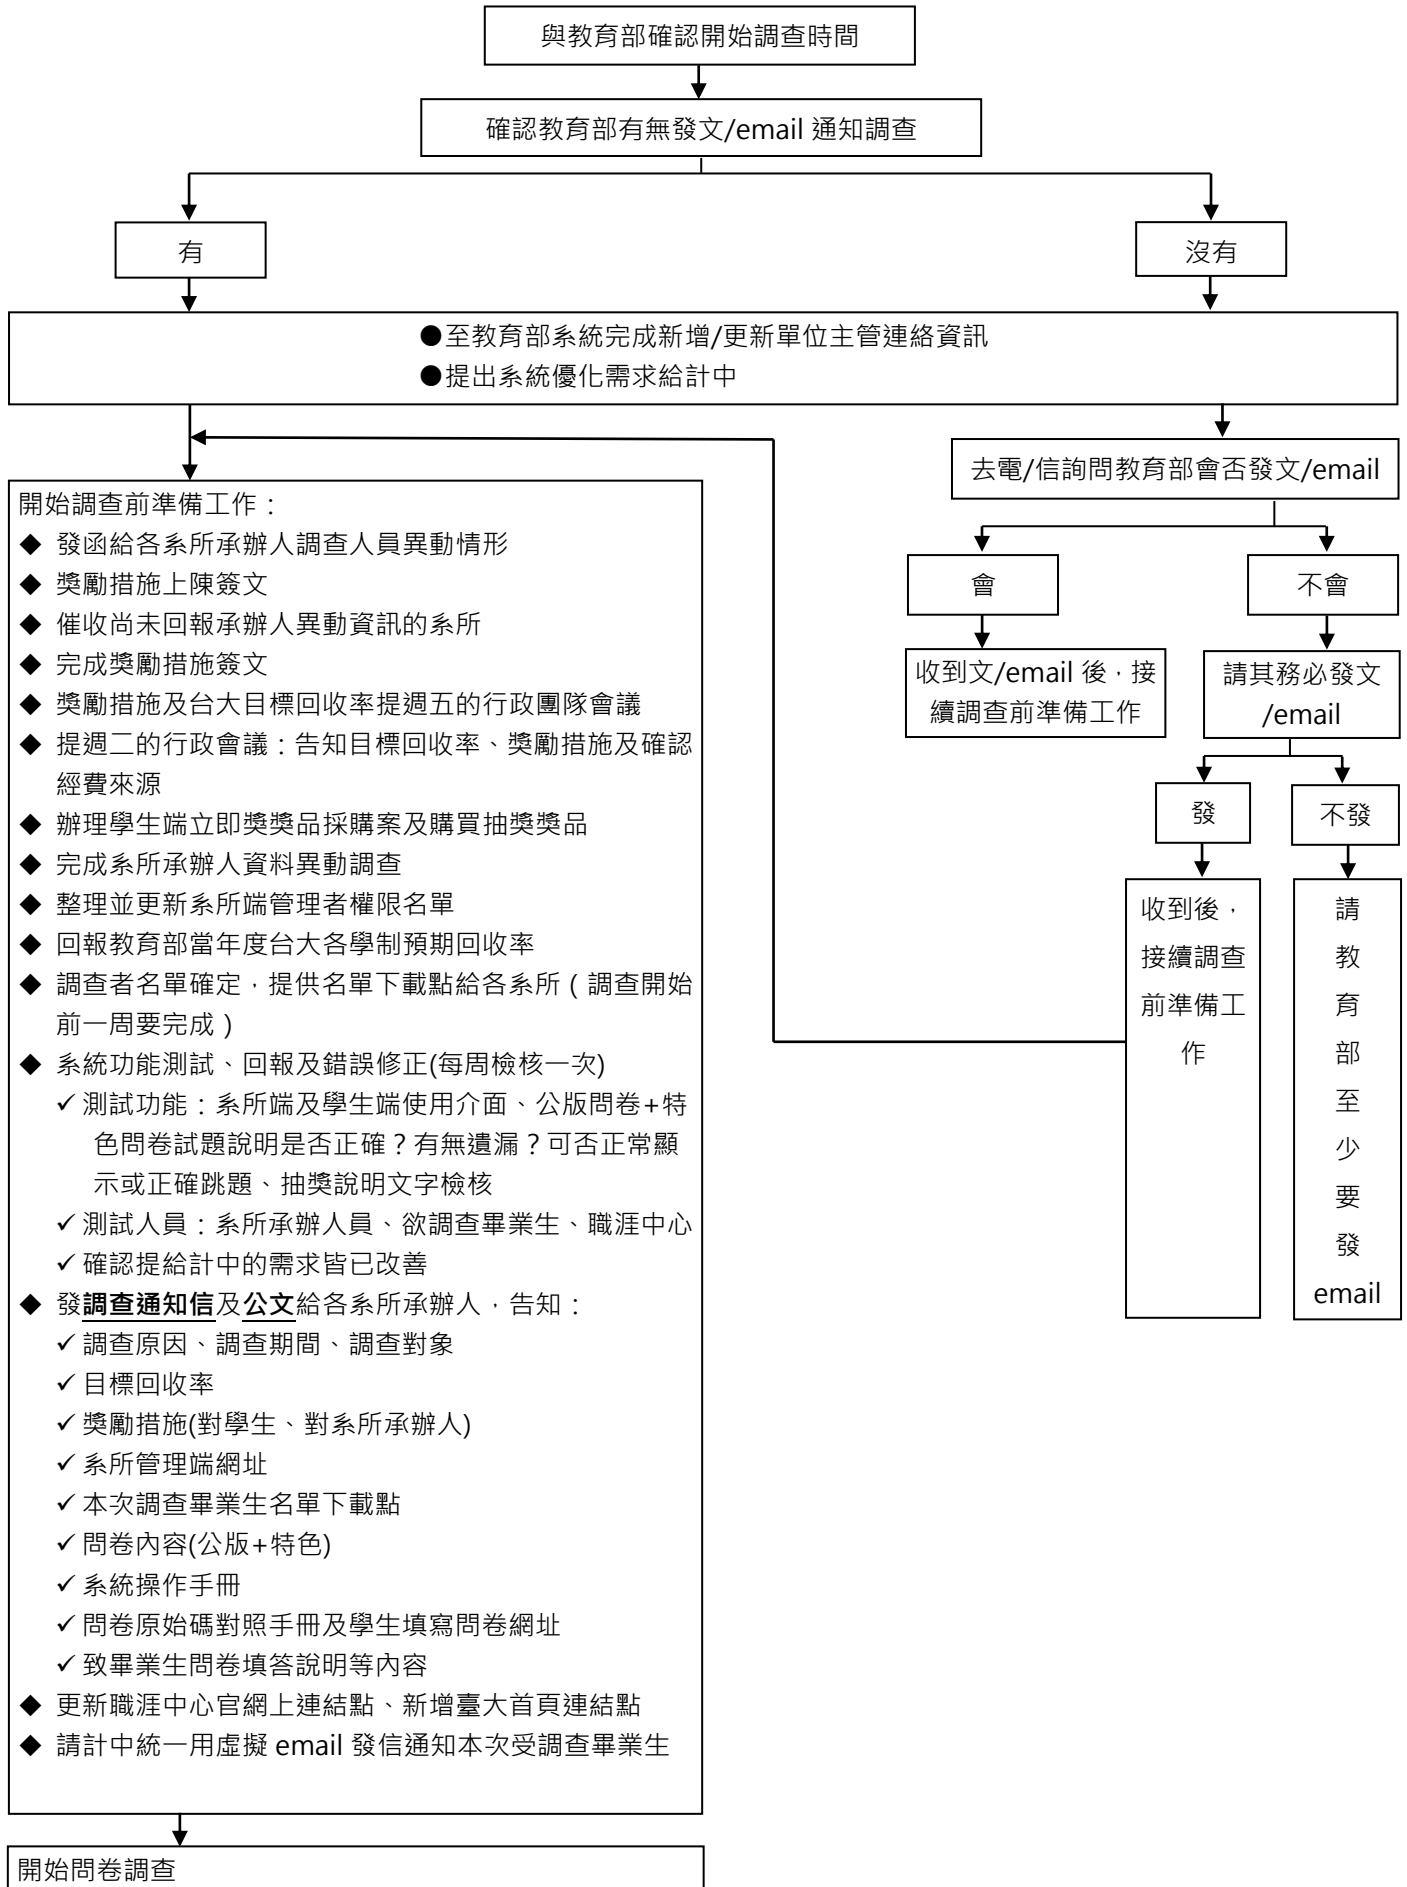 與教育部確認開始調查時間
確認教育部有無發文/email 通知調查
有
沒有
●至教育部系統完成新增/更新單位主管連絡資訊
●提出系統優化需求給計中
去電/信詢問教育部會否發文/email
會
不會
收到文/email 後，接
續調查前準備工作
請其務必發文
/email
發
不發
收到後，
接續調查
前準備工
作
請
教
育
部
至
少
要
發
email
開始調查前準備工作：
◆ 發函給各系所承辦人調查人員異動情形
◆ 獎勵措施上陳簽文
◆ 催收尚未回報承辦人異動資訊的系所
◆ 完成獎勵措施簽文
◆ 獎勵措施及台大目標回收率提週五的行政團隊會議
◆ 提週二的行政會議：告知目標回收率、獎勵措施及確認
經費來源
◆ 辦理學生端立即獎獎品採購案及購買抽獎獎品
◆ 完成系所承辦人資料異動調查
◆ 整理並更新系所端管理者權限名單
◆ 回報教育部當年度台大各學制預期回收率
◆ 調查者名單確定，提供名單下載點給各系所（調查開始
前一周要完成）
◆ 系統功能測試、回報及錯誤修正(每周檢核一次)
✓測試功能：系所端及學生端使用介面、公版問卷+特
色問卷試題說明是否正確？有無遺漏？可否正常顯
示或正確跳題、抽獎說明文字檢核
✓測試人員：系所承辦人員、欲調查畢業生、職涯中心
✓確認提給計中的需求皆已改善
◆ 發調查通知信及公文給各系所承辦人，告知：
✓調查原因、調查期間、調查對象
✓目標回收率
✓獎勵措施(對學生、對系所承辦人)
✓系所管理端網址
✓本次調查畢業生名單下載點
✓問卷內容(公版+特色)
✓系統操作手冊
✓問卷原始碼對照手冊及學生填寫問卷網址
✓致畢業生問卷填答說明等內容
◆ 更新職涯中心官網上連結點、新增臺大首頁連結點
◆ 請計中統一用虛擬 email 發信通知本次受調查畢業生
開始問卷調查